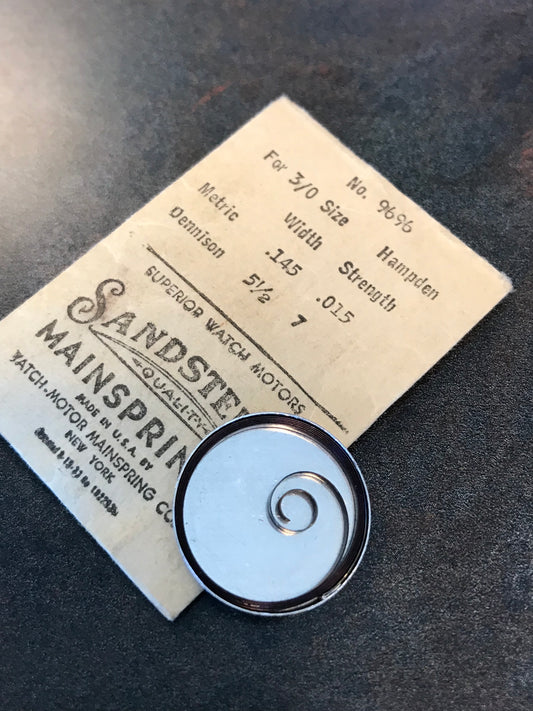 No. 9696
For 3/0 Size Hampden
Width Strength
Metric .145 .015
Dennison 5½ 7
SUPERIOR WATCH MOTORS
SANDSTE
QUALITY
MAINSPRIN
MADE IN U.S.A. BY
WATCH-MOTOR MAINSPRING CO.
NEW YORK